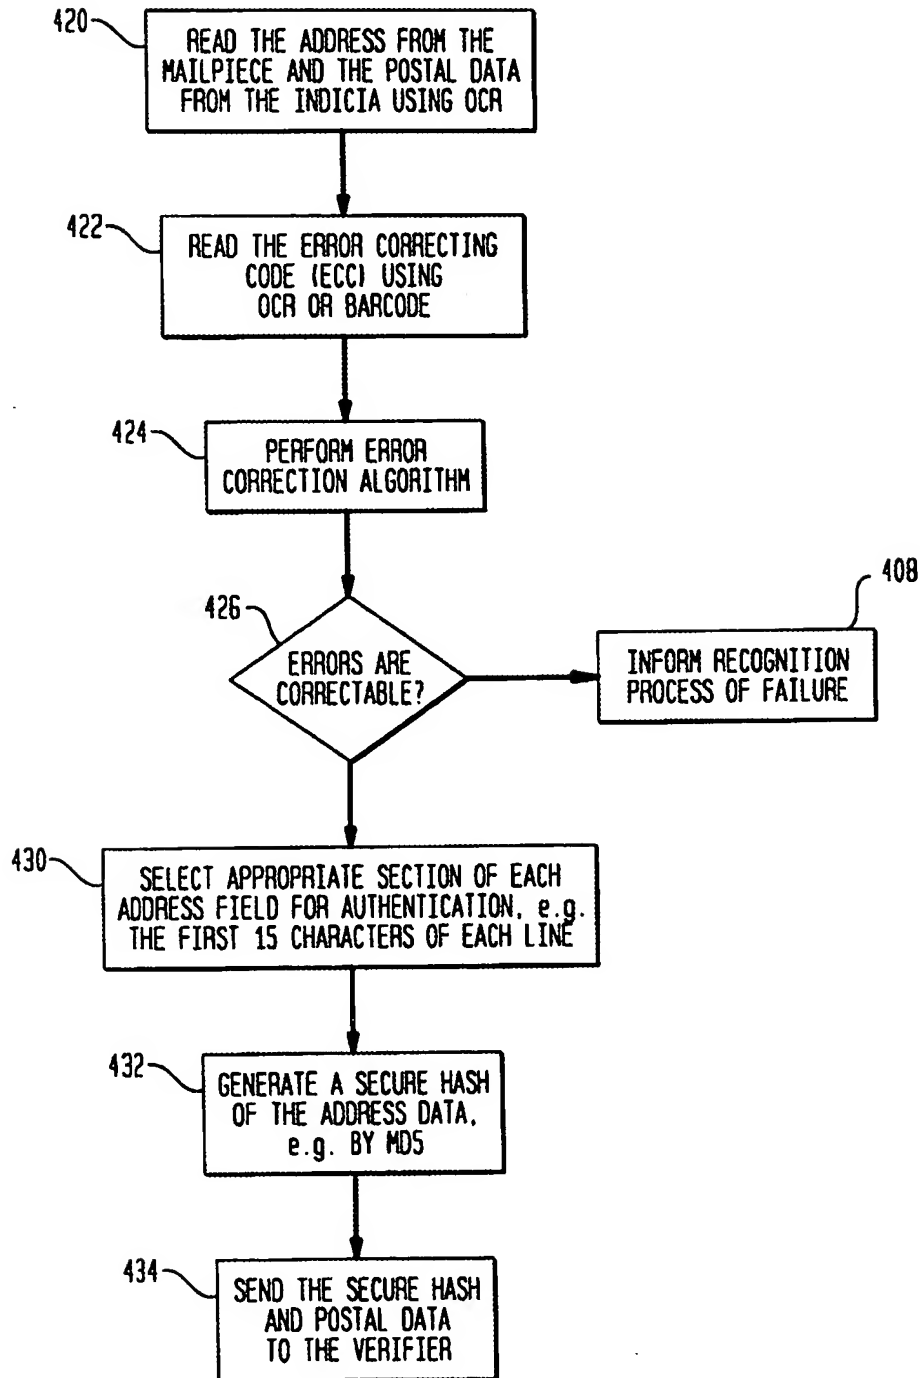 420
READ THE ADDRESS FROM THE
MAILPIECE AND THE POSTAL DATA
FROM THE INDICIA USING OCR
422
READ THE ERROR CORRECTING
CODE (ECC) USING
OCR OR BARCODE
424
PERFORM ERROR
CORRECTION ALGORITHM
426
ERRORS ARE
CORRECTABLE?
408
INFORM RECOGNITION
PROCESS OF FAILURE
430
SELECT APPROPRIATE SECTION OF EACH
ADDRESS FIELD FOR AUTHENTICATION, e.g.
THE FIRST 15 CHARACTERS OF EACH LINE
432
GENERATE A SECURE HASH
OF THE ADDRESS DATA,
e.g. BY MD5
434
SEND THE SECURE HASH
AND POSTAL DATA
TO THE VERIFIER